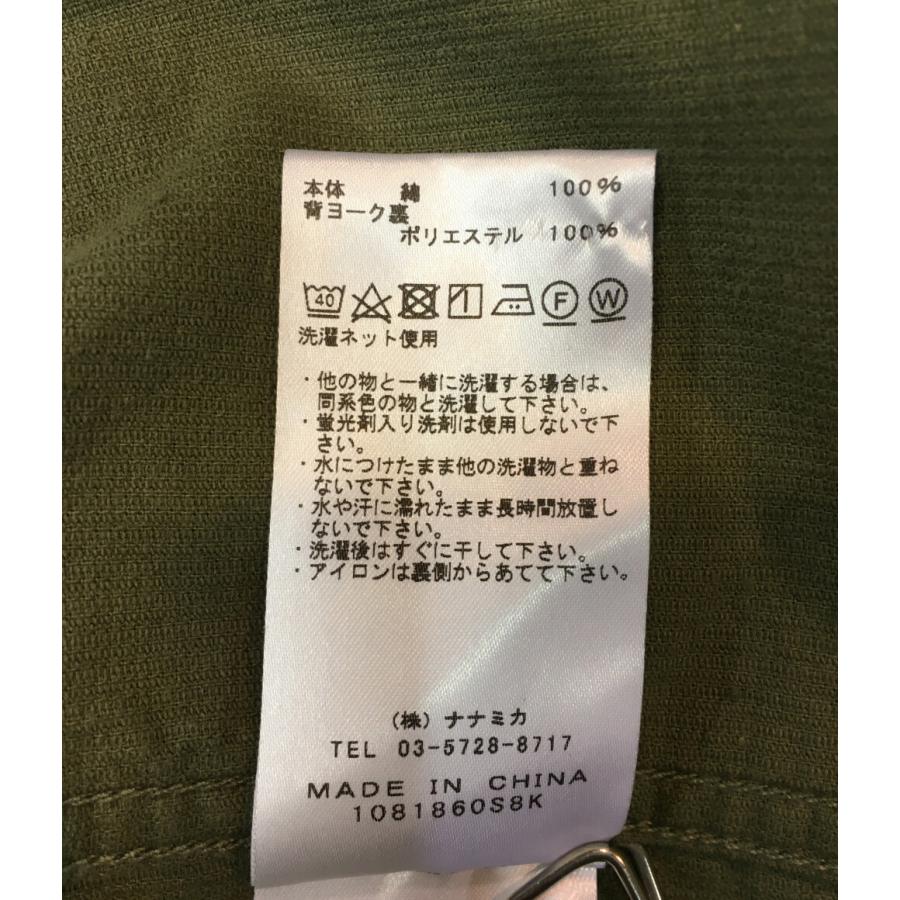 本体 綿 100%
背ヨーク裏
ポリエステル 100%
40 F W
洗濯ネット使用
・他の物と一緒に洗濯する場合は、
同系色の物と洗濯して下さい。
・蛍光剤入り洗剤は使用しないで下
さい。
・水につけたまま他の洗濯物と重ね
ないで下さい。
・水や汗に濡れたまま長時間放置し
ないで下さい。
・洗濯後はすぐに干して下さい。
・アイロンは裏側からあてて下さい。
(株) ナナミカ
TEL 03-5728-8717
MADE IN CHINA
1081860S8K